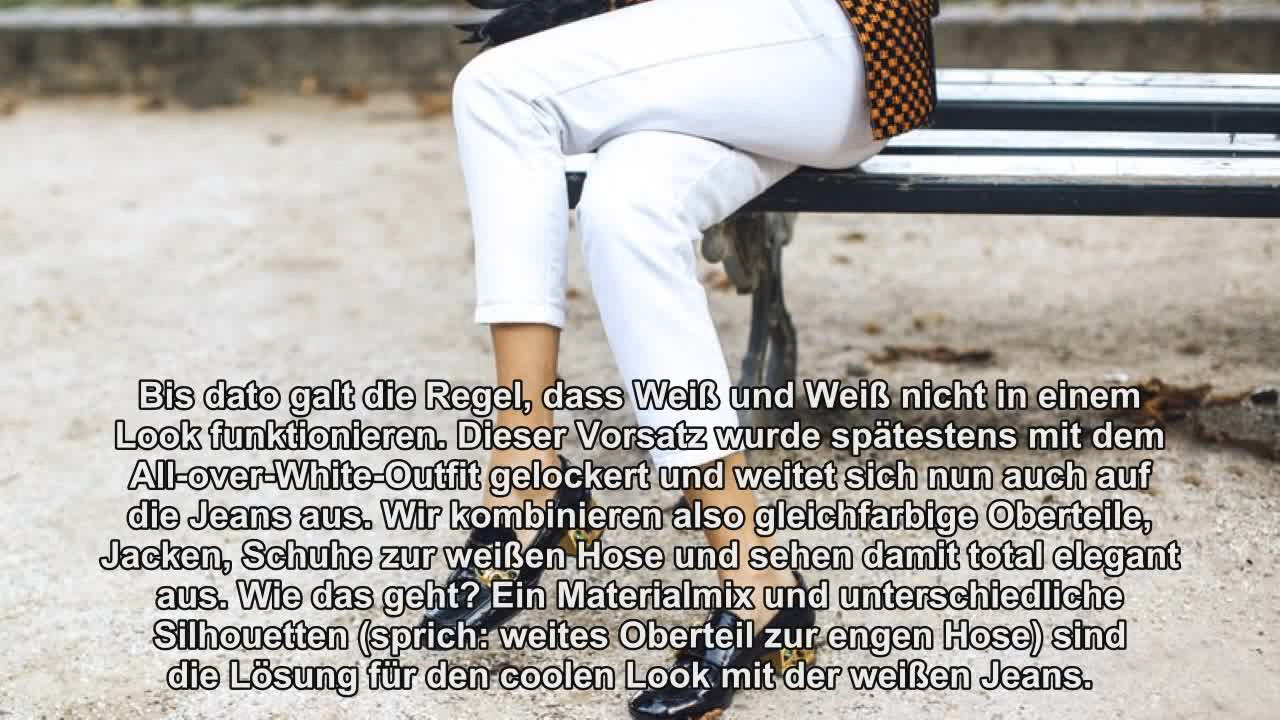 Bis dato galt die Regel, dass Weiß und Weiß nicht in einem
Look funktionieren. Dieser Vorsatz wurde spätestens mit dem
All-over-White-Outfit gelockert und weitet sich nun auch auf
die Jeans aus. Wir kombinieren also gleichfarbige Oberteile,
Jacken, Schuhe zur weißen Hose und sehen damit total elegant
aus. Wie das geht? Ein Materialmix und unterschiedliche
Silhouetten (sprich: weites Oberteil zur engen Hose) sind
die Lösung für den coolen Look mit der weißen Jeans.